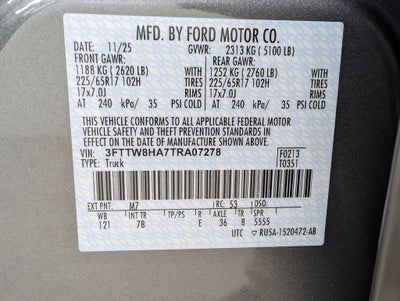 MFD. BY FORD MOTOR CO.
DATE: 11/25 GVWR: 2313 KG ( 5100 LB)
FRONT GAWR: REAR GAWR:
1188 KG ( 2620 LB) WITH 1252 KG ( 2760 LB) WITH
225/65R17 102H TIRES 225/65R17 102H TIRES
17x7.0J RIMS 17x7.0J RIMS
AT 240 kPa/ 35 PSI COLD AT 240 kPa/ 35 PSI COLD
THIS VEHICLE CONFORMS TO ALL APPLICABLE FEDERAL MOTOR
VEHICLE SAFETY AND THEFT PREVENTION STANDARDS IN
EFFECT ON THE DATE OF MANUFACTURE SHOWN ABOVE.
VIN: 3FTTW8HA7TRA07278 F0213
TYPE: Truck T0357
EXT PNT: M7 RC: 53 DSO:
WB INT TR TP/PS R AX TR SPR
121 7B E 36 8 5555
UTC ▽ RU5A-1520472-AB